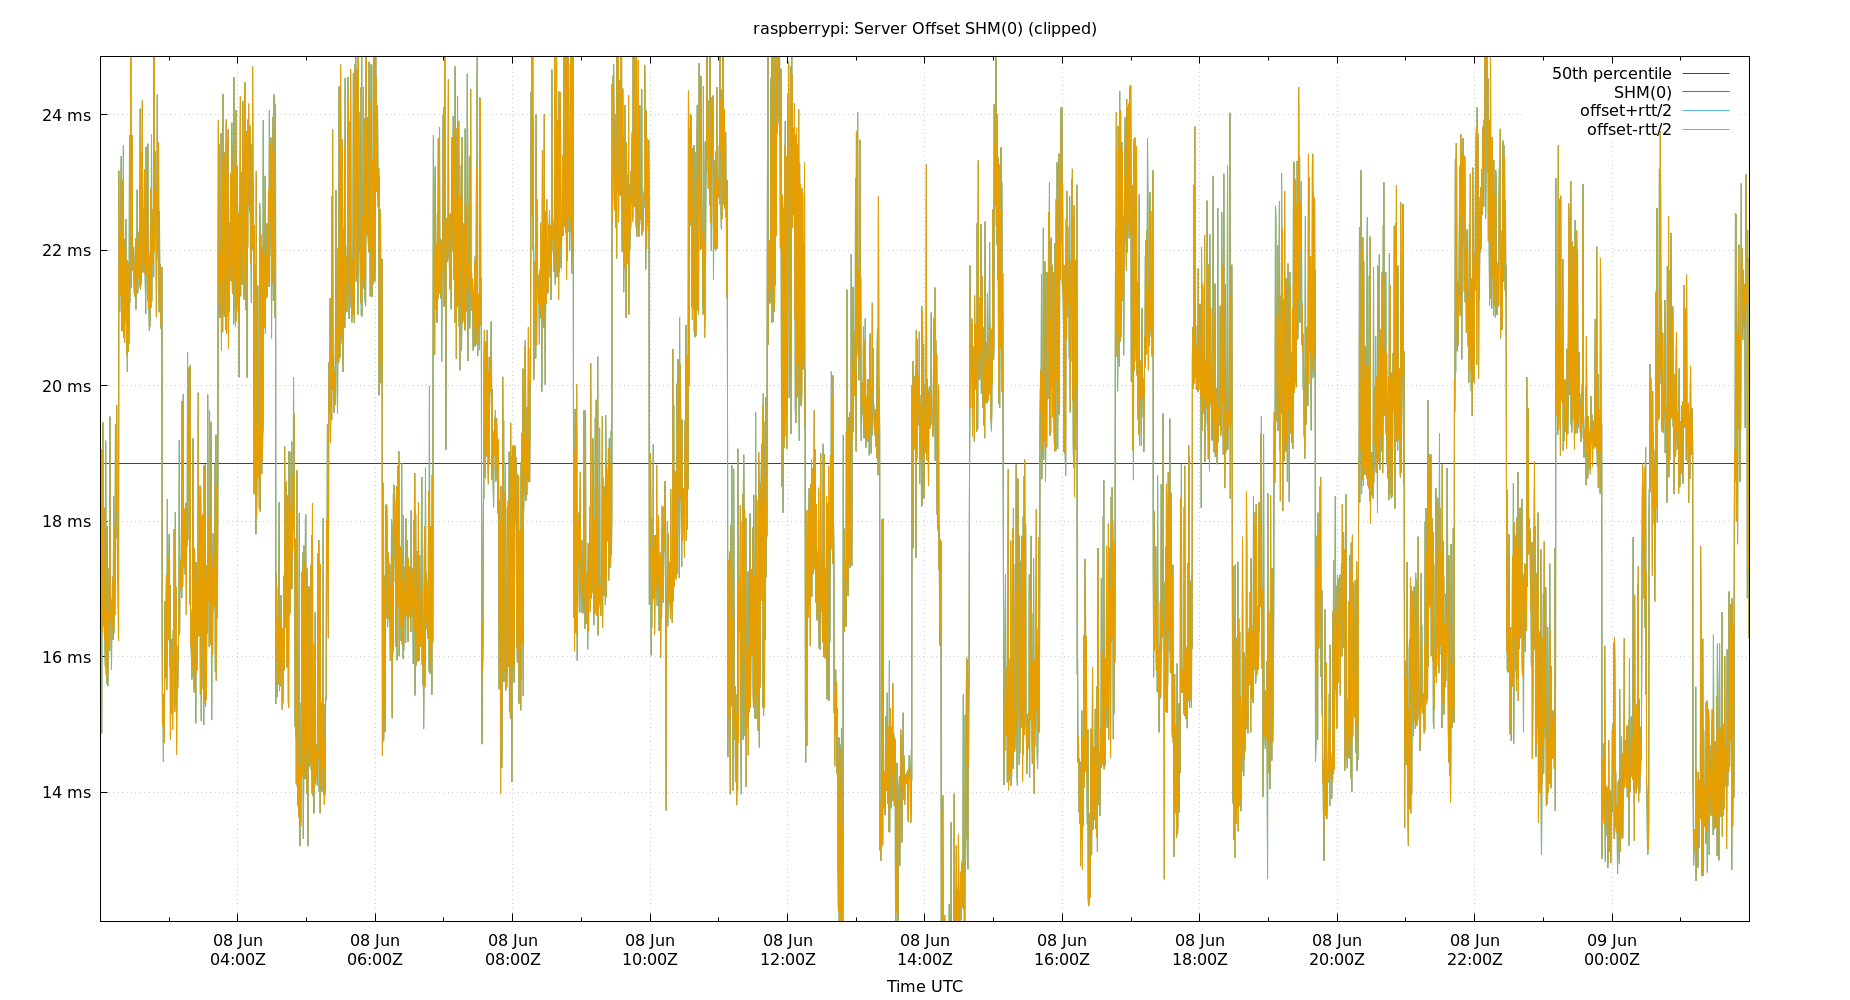 raspberrypi: Server Offset SHM(0) (clipped)
50th percentile
SHM(0)
offset+rtt/2
offset-rtt/2
24 ms
22 ms
20 ms
18 ms
16 ms
14 ms
08 Jun 08 Jun 08 Jun 08 Jun 08 Jun 08 Jun 08 Jun 08 Jun 08 Jun 08 Jun 09 Jun
04:00Z 06:00Z 08:00Z 10:00Z 12:00Z 14:00Z 16:00Z 18:00Z 20:00Z 22:00Z 00:00Z
Time UTC